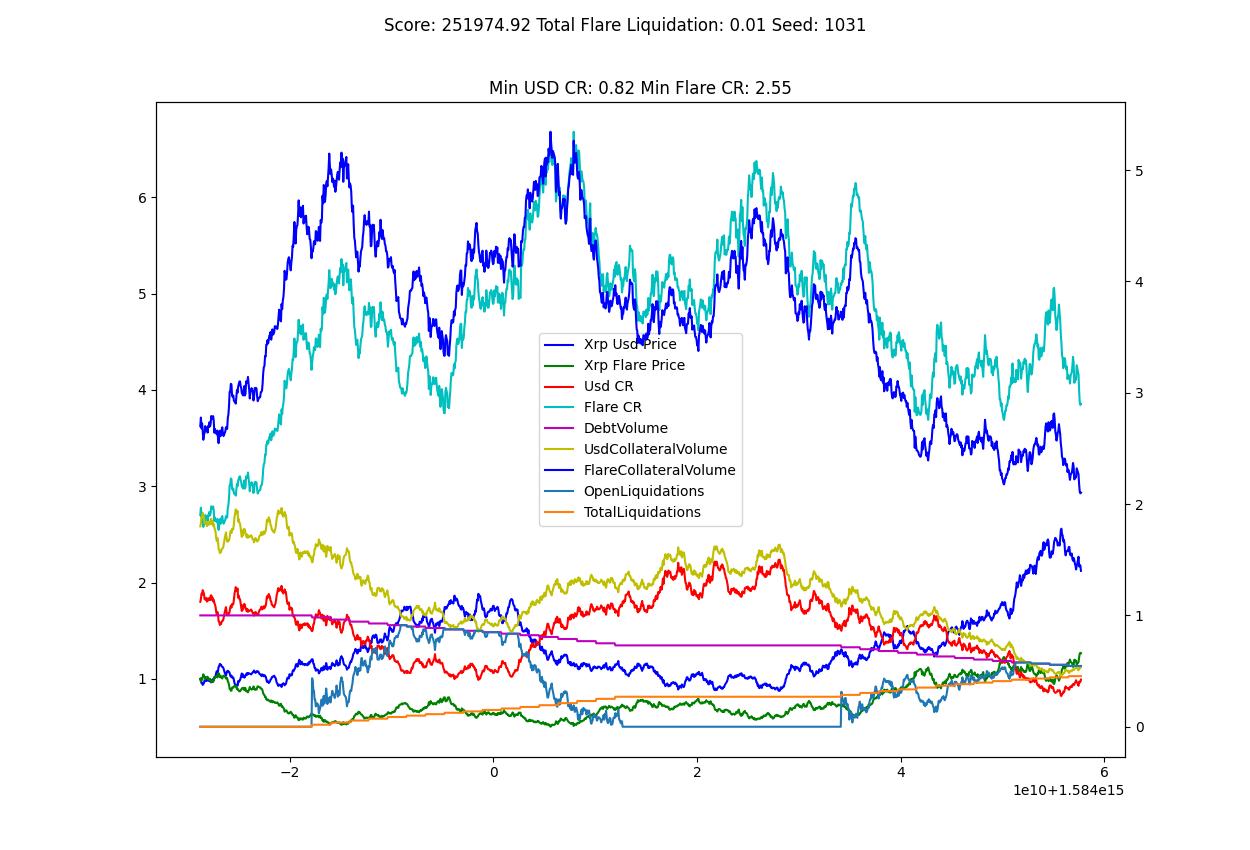 Score: 251974.92 Total Flare Liquidation: 0.01 Seed: 1031
Min USD CR: 0.82 Min Flare CR: 2.55
6
5
4
3
2
1
5
4
3
2
1
0
Xrp Usd Price
Xrp Flare Price
Usd CR
Flare CR
DebtVolume
UsdCollateralVolume
FlareCollateralVolume
OpenLiquidations
TotalLiquidations
−2
0
2
4
6
1e10+1.584e15